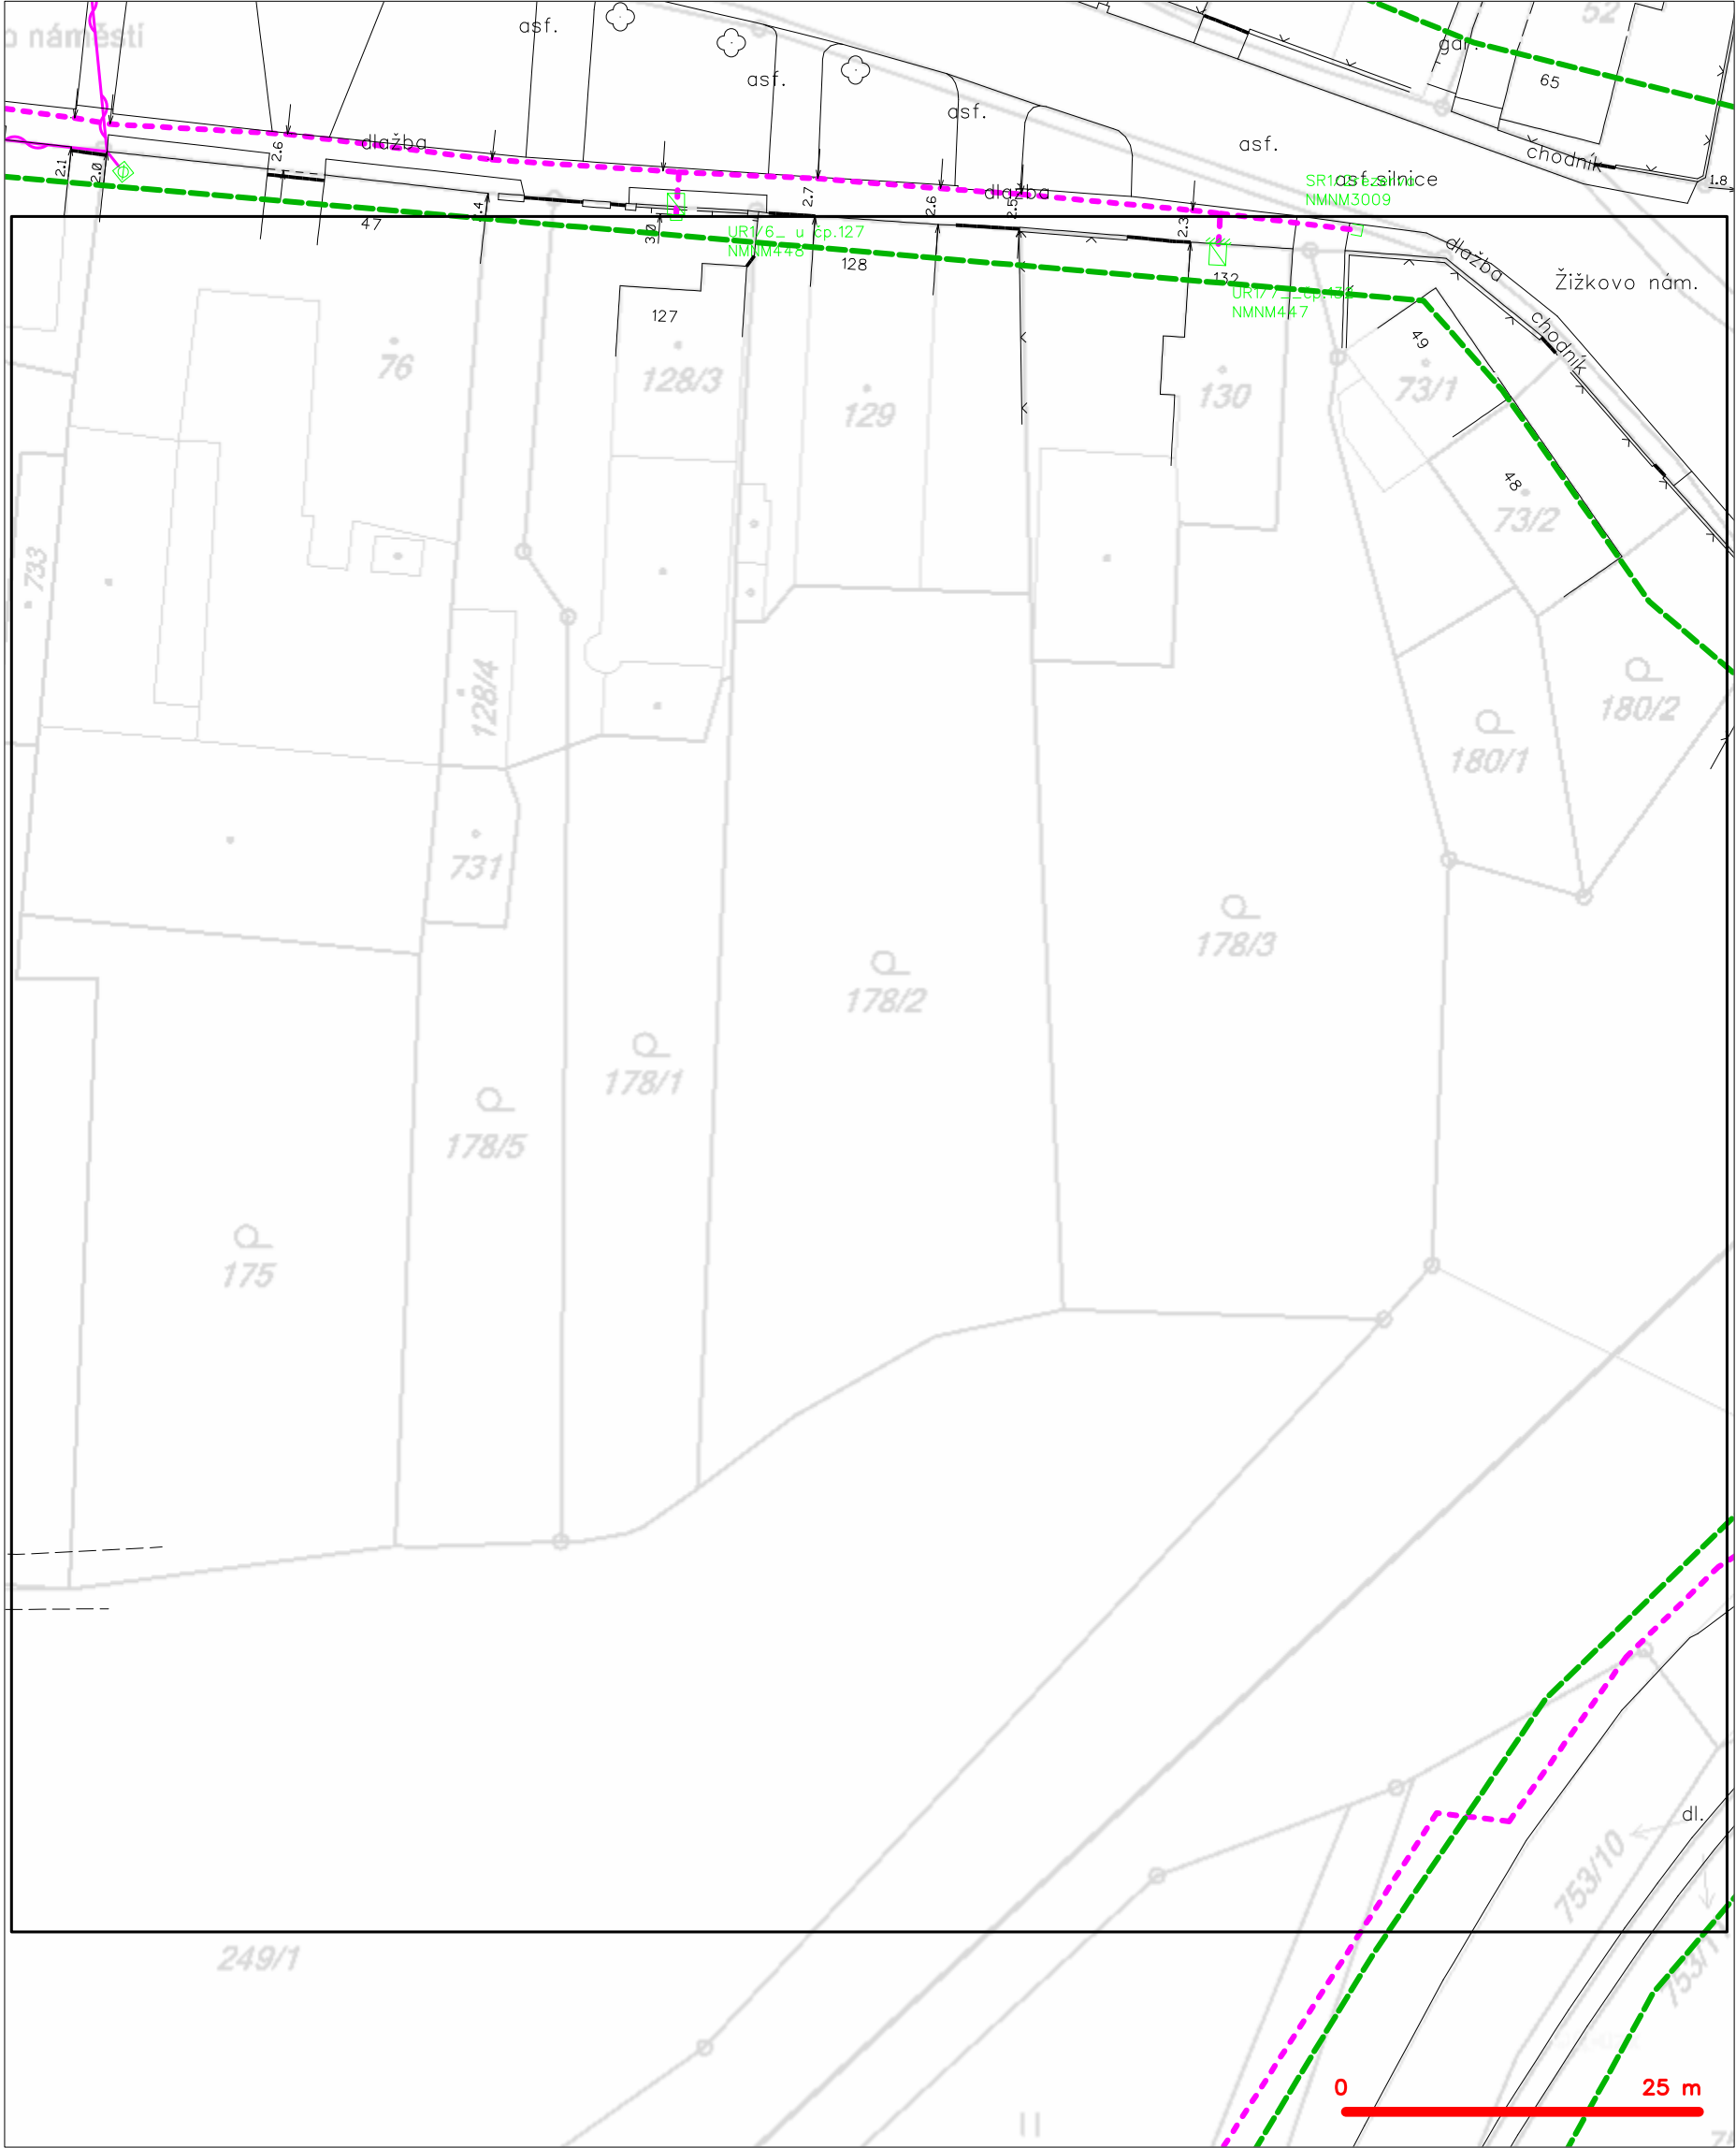 o náměstí
asf.
asf.
asf.
asf.
gar.
52
65
dlažba
2.6
2.1
2.0
2.4
3.0
2.7
2.6
2.5
2.3
dlažba
chodník
1.8
asf.silnice
NMNM3009
47
UR1/6_ u čp.127
NMNM448
128
132
NMNM447
dlažba
Žižkovo nám.
chodník
127
49
76
128/3
129
130
73/1
48
73/2
733
128/4
180/2
180/1
731
178/3
178/2
178/1
178/5
175
dl.
753/10
249/1
0 25 m